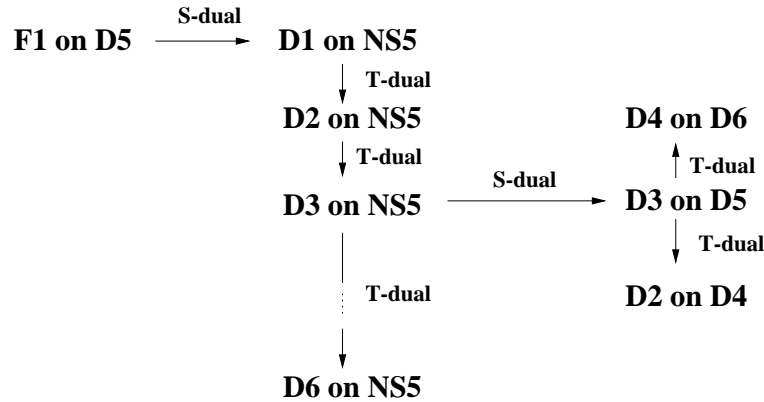 S-dual
F1 on D5
D1 on NS5
T-dual
D2 on NS5
D4 on D6
T-dual
T-dual
S-dual
D3 on NS5
D3 on D5
T-dual
T-dual
D2 on D4
D6 on NS5